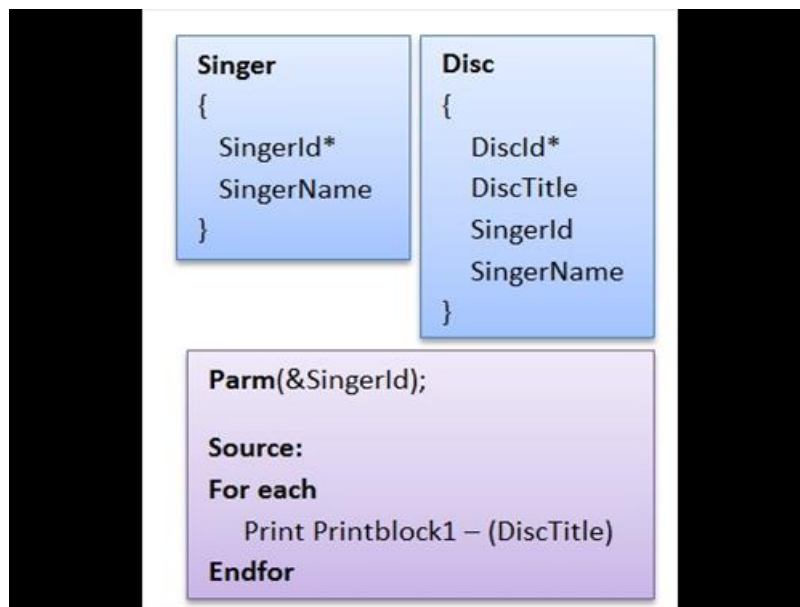 Singer
{
SingerId*
SingerName
}
Disc
{
DiscId*
DiscTitle
SingerId
SingerName
}
Parm(&SingerId);
Source:
For each
Print Printblock1 – (DiscTitle)
Endfor